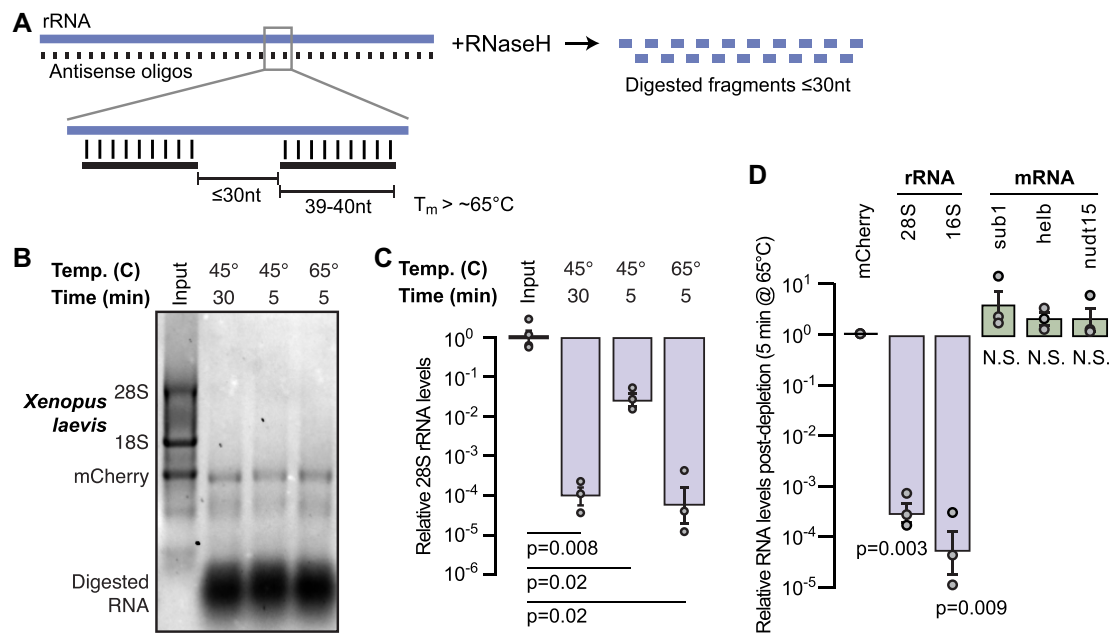 A
rRNA
Antisense oligos
+RNaseH
Digested fragments ≤30nt
≤30nt
39-40nt
Tm > ~65°C
B
Temp. (C) 45° 45° 65°
Time (min) 30 5 5
Input
Xenopus
laevis
28S
18S
mCherry
Digested
RNA
C
Temp. (C) 45° 45° 65°
Time (min) 30 5 5
Input
Relative 28S rRNA levels
10^0
10^-1
10^-2
10^-3
10^-4
10^-5
10^-6
p=0.008
p=0.02
p=0.02
D
rRNA mRNA
mCherry 28S 16S sub1 helb nudt15
Relative RNA levels post-depletion (5 min @ 65°C)
10^1
10^0
10^-1
10^-2
10^-3
10^-4
10^-5
N.S. N.S. N.S.
p=0.003
p=0.009